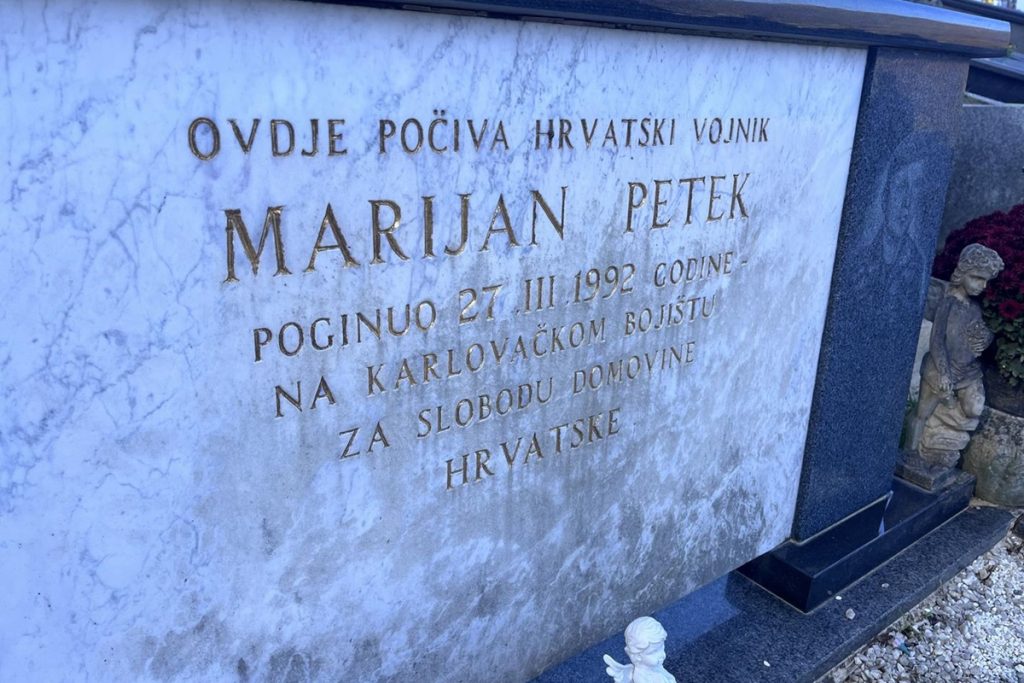 OVDJE POČIVA HRVATSKI VOJNIK
MARIJAN PETEK
POGINUO 27.III.1992 GODINE-
NA KARLOVAČKOM BOJIŠTU
ZA SLOBODU DOMOVINE
HRVATSKE.